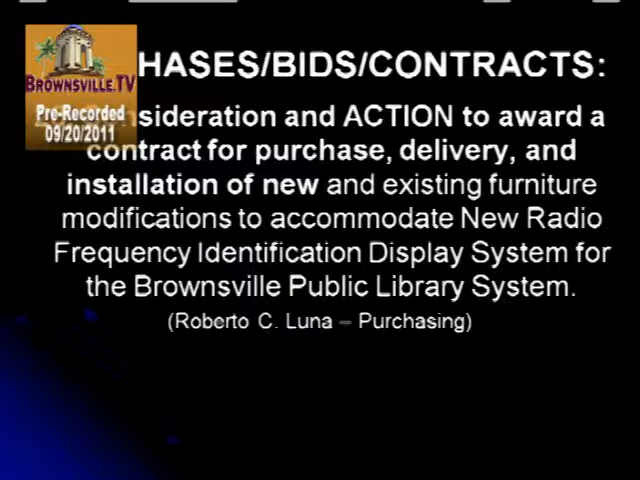 BROWNSVILLE.TV
Pre-Recorded
09/20/2011
HASES/BIDS/CONTRACTS:
nsideration and ACTION to award a
contract for purchase, delivery, and
installation of new and existing furniture
modifications to accommodate New Radio
Frequency Identification Display System for
the Brownsville Public Library System.
(Roberto C. Luna – Purchasing)